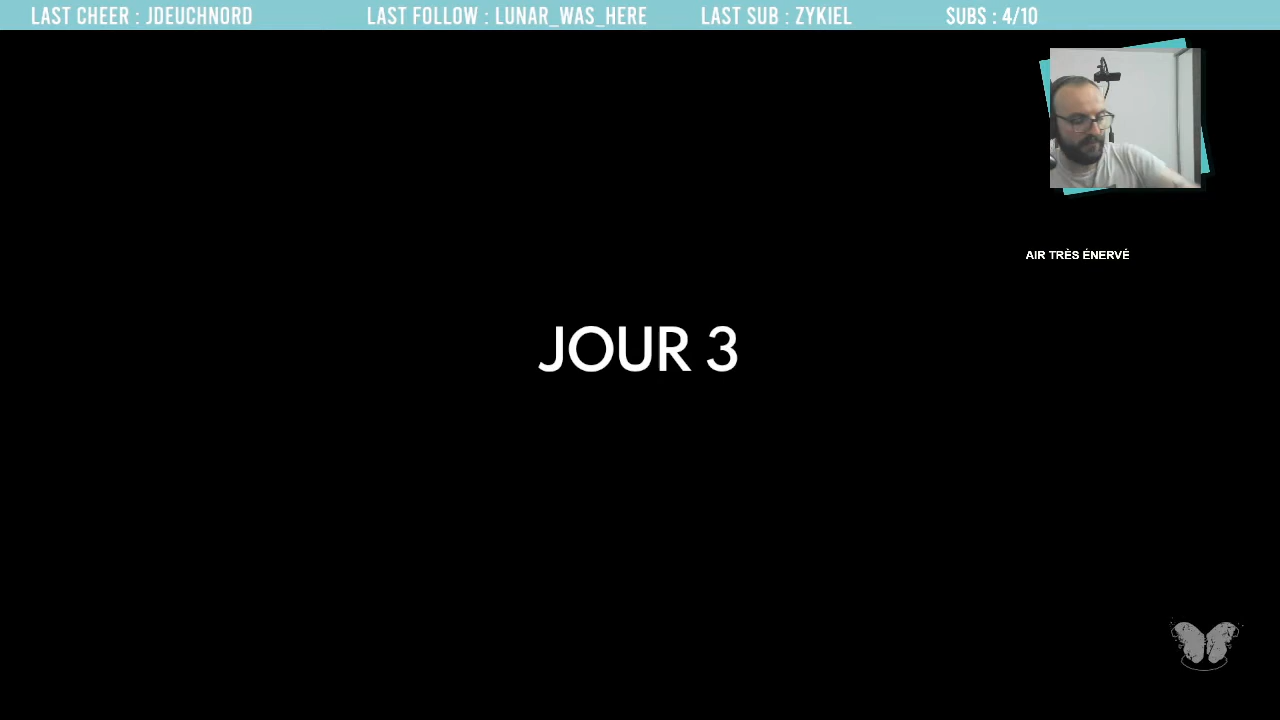 LAST CHEER : JDEUCHNORD LAST FOLLOW : LUNAR_WAS_HERE LAST SUB : ZYKIEL SUBS : 4/10
AIR TRÈS ÉNERVÉ
JOUR 3